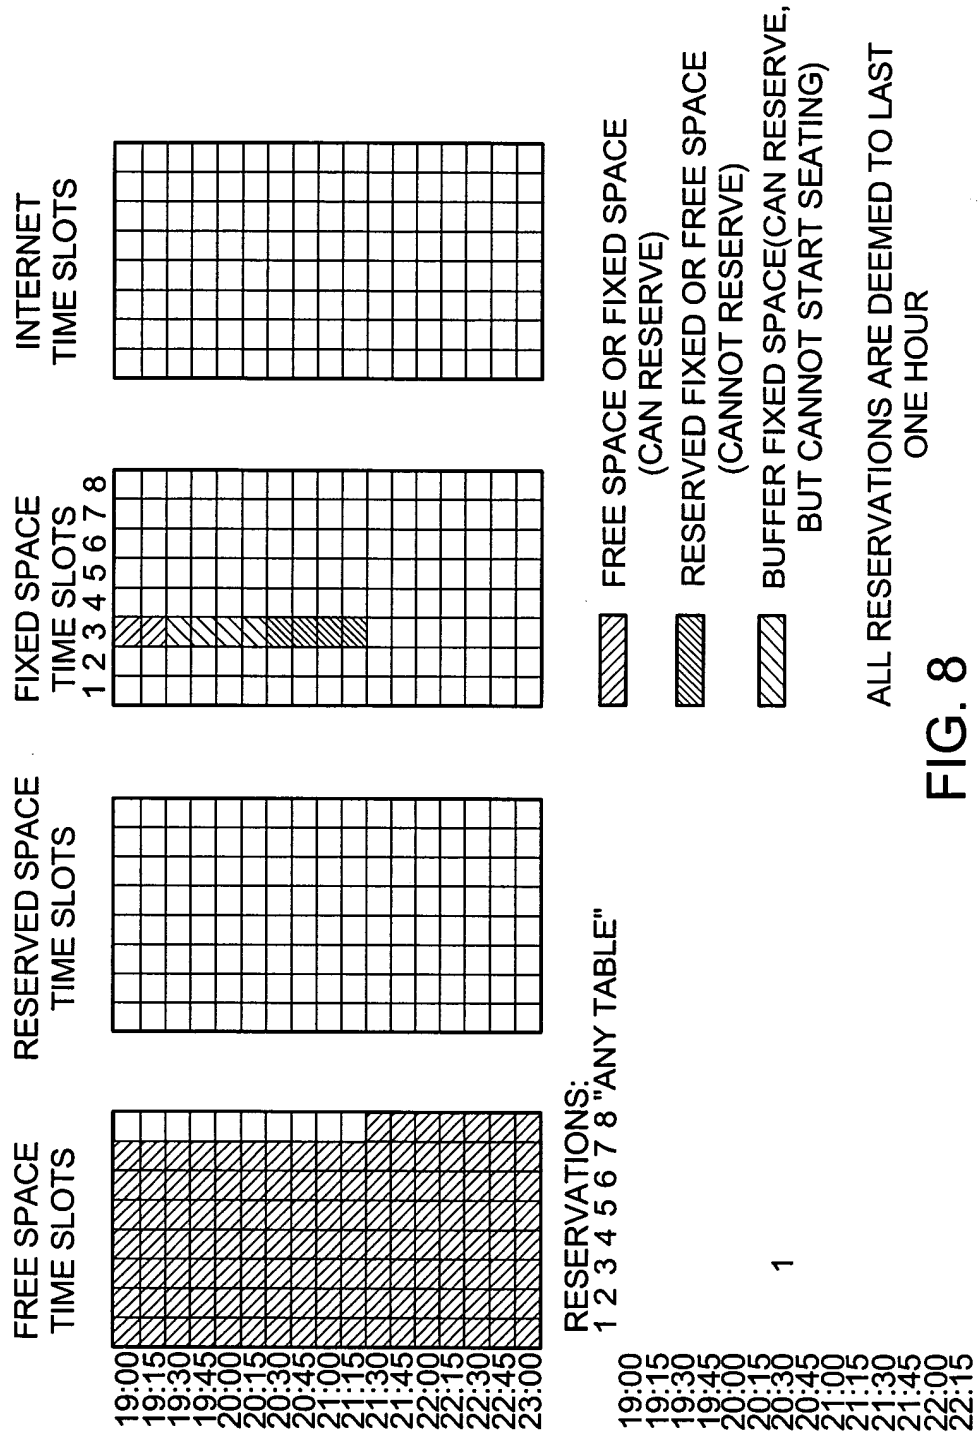 FREE SPACE
TIME SLOTS
RESERVED SPACE
TIME SLOTS
FIXED SPACE
TIME SLOTS
1 2 3 4 5 6 7 8
INTERNET
TIME SLOTS
19:00
19:15
19:30
19:45
20:00
20:15
20:30
20:45
21:00
21:15
21:30
21:45
22:00
22:15
22:30
22:45
23:00
RESERVATIONS:
1 2 3 4 5 6 7 8 "ANY TABLE"
19:00
19:15
19:30
19:45
20:00
20:15
20:30 1
20:45
21:00
21:15
21:30
21:45
22:00
22:15
FREE SPACE OR FIXED SPACE
(CAN RESERVE)
RESERVED FIXED OR FREE SPACE
(CANNOT RESERVE)
BUFFER FIXED SPACE(CAN RESERVE,
BUT CANNOT START SEATING)
ALL RESERVATIONS ARE DEEMED TO LAST
ONE HOUR
FIG. 8